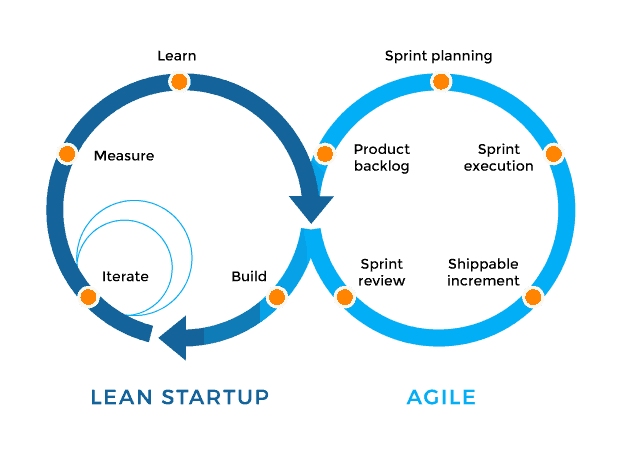 Learn
Measure
Iterate
Build
Sprint planning
Product
backlog
Sprint
execution
Sprint
review
Shippable
increment
LEAN STARTUP
AGILE